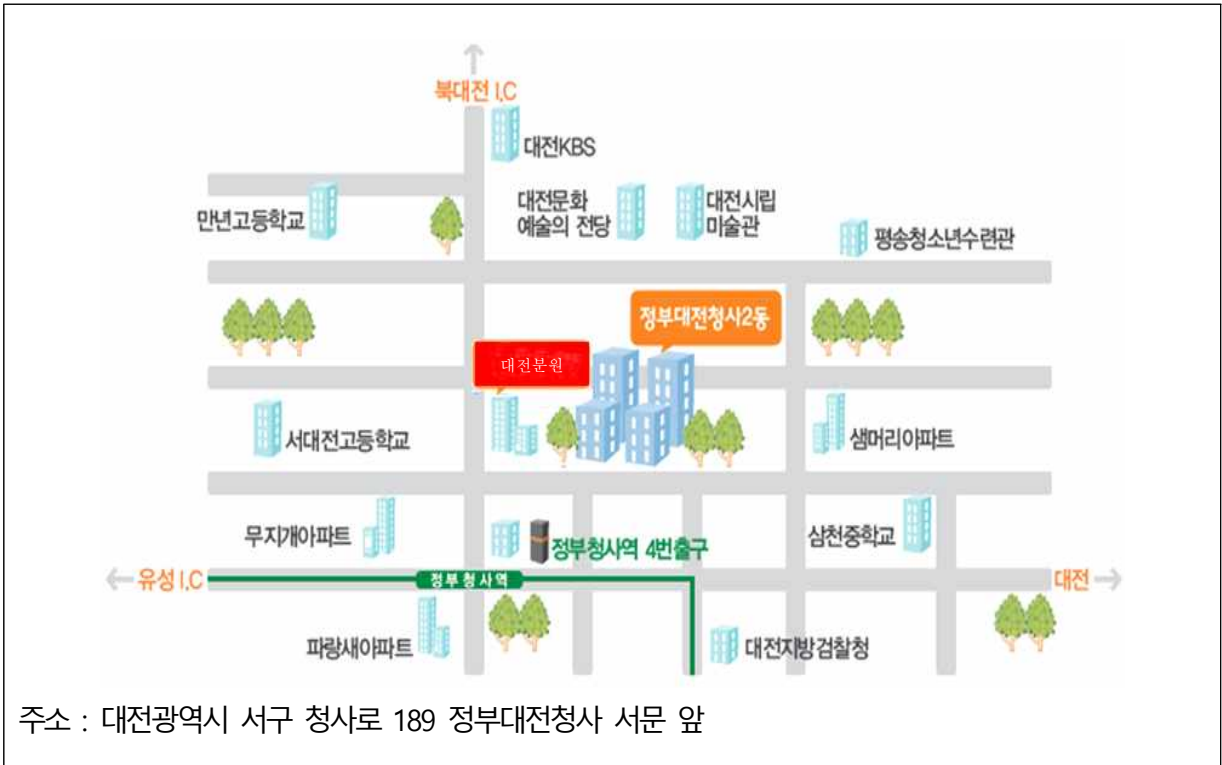 북대전 I.C
대전KBS
만년고등학교
대전문화
예술의 전당
대전시립
미술관
평송청소년수련관
정부대전청사2동
대전분원
서대전고등학교
샘머리아파트
무지개아파트
정부청사역 4번출구
삼천중학교
유성 I.C
정부청사역
대전
파랑새아파트
대전지방검찰청
주소 : 대전광역시 서구 청사로 189 정부대전청사 서문 앞